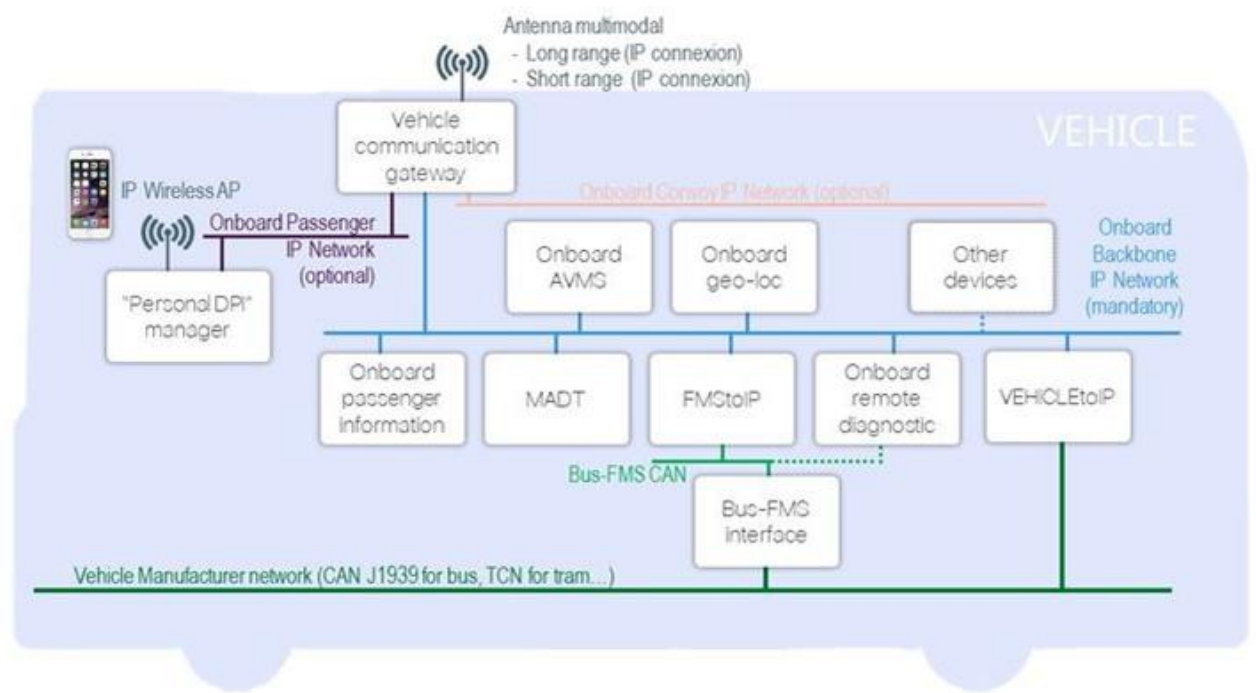 Antenna multimodal
- Long range (IP connexion)
- Short range (IP connexion)
Vehicle
communication
gateway
VEHICLE
IP Wireless AP
Onboard Convoy IP Network (optional)
Onboard Passenger
IP Network
(optional)
"Personal DPI"
manager
Onboard
AVMS
Onboard
geo-loc
Other
devices
Onboard
Backbone
IP Network
(mandatory)
Onboard
passenger
information
MADT
FMStoIP
Onboard
remote
diagnostic
VEHICLEtoIP
Bus-FMS CAN
Bus-FMS
interface
Vehicle Manufacturer network (CAN J1939 for bus, TCN for tram...)